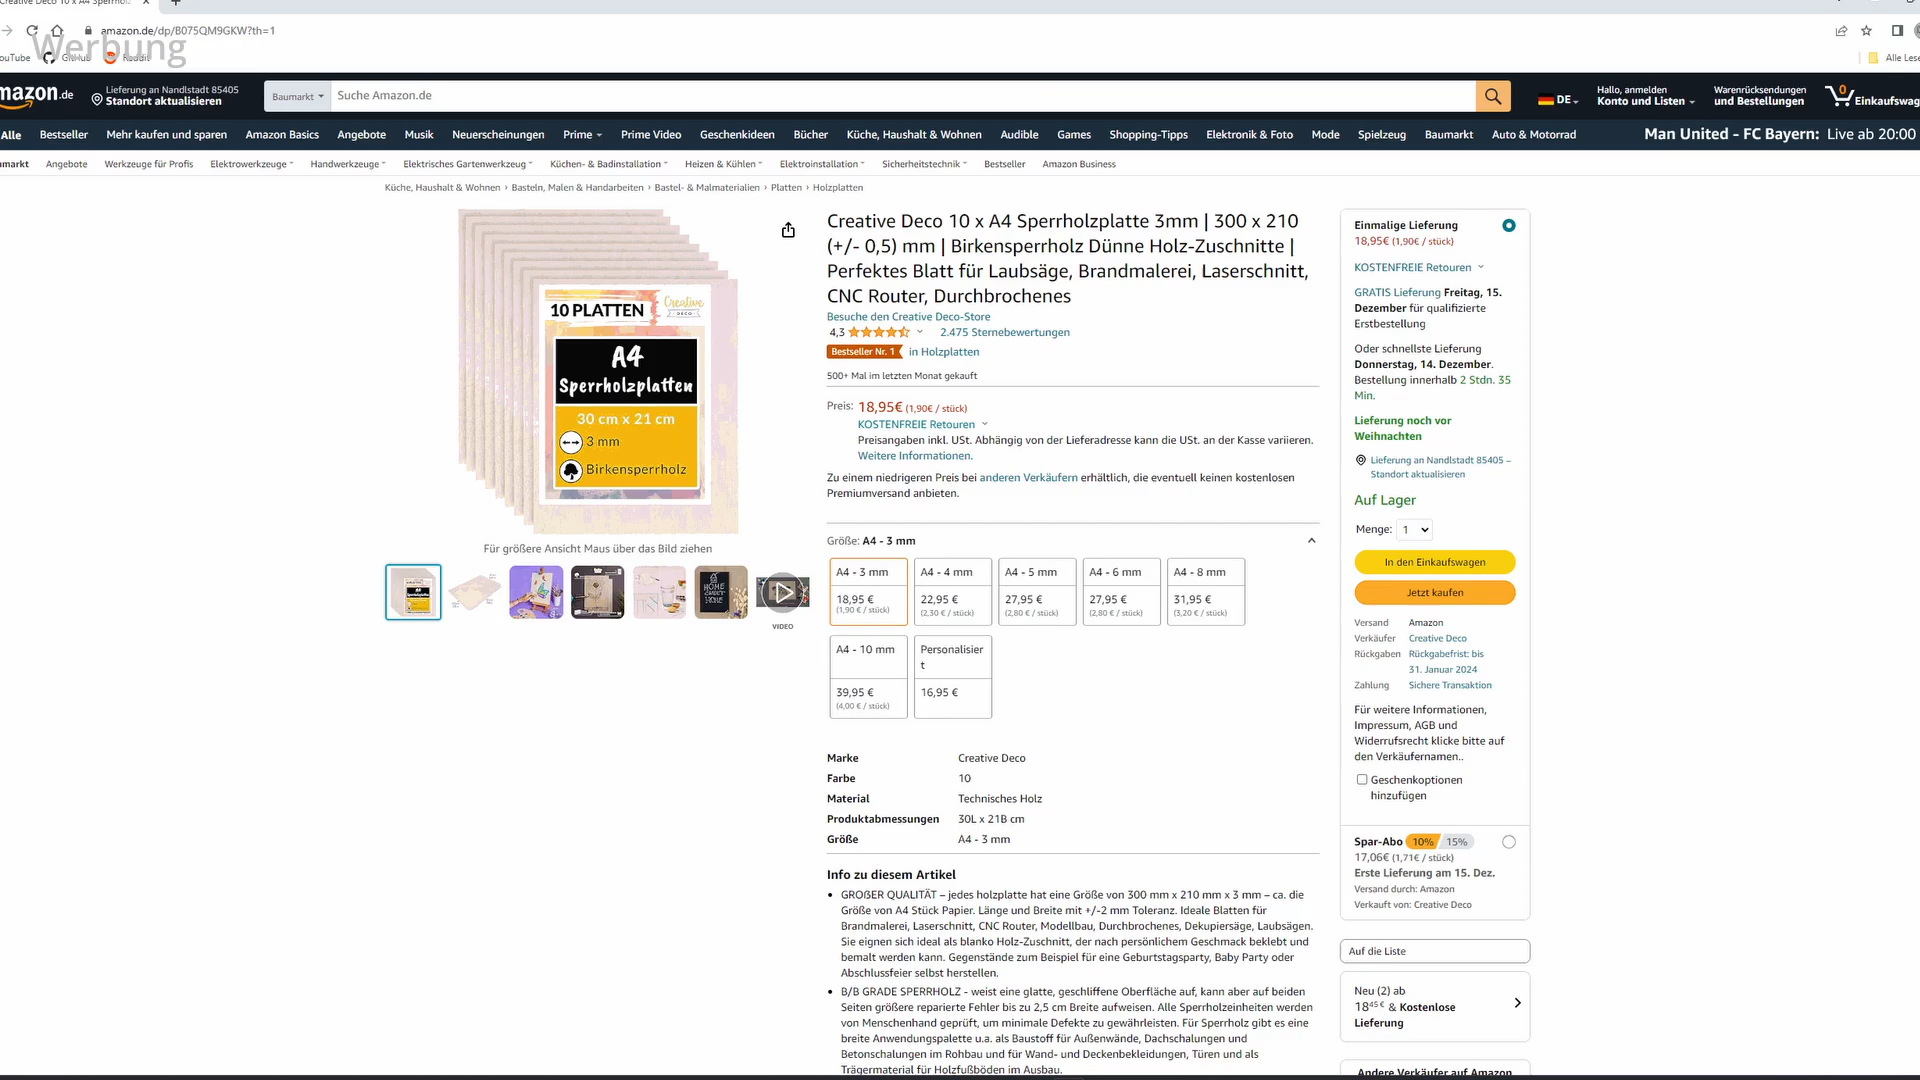 Creative Deco 10 x A4 Sperrholz
amazon.de/dp/B075QM9GKW?th=1
Werbung
ouTube
GitHub
Reddit
Alle Lese
mazon.de
Lieferung an Nandlstadt 85405
Standort aktualisieren
Baumarkt
Suche Amazon.de
DE
Hallo, anmelden
Konto und Listen
Warenrücksendungen
und Bestellungen
0
Einkaufswag
Alle Bestseller Mehr kaufen und sparen Amazon Basics Angebote Musik Neuerscheinungen Prime Prime Video Geschenkideen Bücher Küche, Haushalt & Wohnen Audible Games Shopping-Tipps Elektronik & Foto Mode Spielzeug Baumarkt Auto & Motorrad Man United - FC Bayern: Live ab 20:00
umarkt Angebote Werkzeuge für Profis Elektrowerkzeuge Handwerkzeuge Elektrisches Gartenwerkzeug Küchen- & Badinstallation Heizen & Kühlen Elektroinstallation Sicherheitstechnik Bestseller Amazon Business
Küche, Haushalt & Wohnen › Basteln, Malen & Handarbeiten › Bastel- & Malmaterialien › Platten › Holzplatten
10 PLATTEN
Creative
DECO
A4
Sperrholzplatten
30 cm x 21 cm
3 mm
Birkensperrholz
Für größere Ansicht Maus über das Bild ziehen
HOME
SWEET
HOME
VIDEO
Creative Deco 10 x A4 Sperrholzplatte 3mm | 300 x 210
(+/- 0,5) mm | Birkensperrholz Dünne Holz-Zuschnitte |
Perfektes Blatt für Laubsäge, Brandmalerei, Laserschnitt,
CNC Router, Durchbrochenes
Besuche den Creative Deco-Store
4,3 2.475 Sternebewertungen
Bestseller Nr. 1 in Holzplatten
500+ Mal im letzten Monat gekauft
Preis: 18,95€ (1,90€ / stück)
KOSTENFREIE Retouren
Preisangaben inkl. USt. Abhängig von der Lieferadresse kann die USt. an der Kasse variieren.
Weitere Informationen.
Zu einem niedrigeren Preis bei anderen Verkäufern erhältlich, die eventuell keinen kostenlosen
Premiumversand anbieten.
Größe: A4 - 3 mm
A4 - 3 mm A4 - 4 mm A4 - 5 mm A4 - 6 mm A4 - 8 mm
18,95 € 22,95 € 27,95 € 27,95 € 31,95 €
(1,90 € / stück) (2,30 € / stück) (2,80 € / stück) (2,80 € / stück) (3,20 € / stück)
A4 - 10 mm Personalisier
t
39,95 € 16,95 €
(4,00 € / stück)
Marke Creative Deco
Farbe 10
Material Technisches Holz
Produktabmessungen 30L x 21B cm
Größe A4 - 3 mm
Info zu diesem Artikel
• GROßER QUALITÄT – jedes holzplatte hat eine Größe von 300 mm x 210 mm x 3 mm – ca. die
Größe von A4 Stück Papier. Länge und Breite mit +/-2 mm Toleranz. Ideale Blatten für
Brandmalerei, Laserschnitt, CNC Router, Modellbau, Durchbrochenes, Dekupiersäge, Laubsägen.
Sie eignen sich ideal als blanko Holz-Zuschnitt, der nach persönlichem Geschmack beklebt und
bemalt werden kann. Gegenstände zum Beispiel für eine Geburtstagsparty, Baby Party oder
Abschlussfeier selbst herstellen.
• B/B GRADE SPERRHOLZ - weist eine glatte, geschliffene Oberfläche auf, kann aber auf beiden
Seiten größere reparierte Fehler bis zu 2,5 cm Breite aufweisen. Alle Sperrholzeinheiten werden
von Menschenhand geprüft, um minimale Defekte zu gewährleisten. Für Sperrholz gibt es eine
breite Anwendungspalette u.a. als Baustoff für Außenwände, Dachschalungen und
Betonschalungen im Rohbau und für Wand- und Deckenbekleidungen, Türen und als
Trägermaterial für Holzfußböden im Ausbau.
Einmalige Lieferung
18,95€ (1,90€ / stück)
KOSTENFREIE Retouren
GRATIS Lieferung Freitag, 15.
Dezember für qualifizierte
Erstbestellung
Oder schnellste Lieferung
Donnerstag, 14. Dezember.
Bestellung innerhalb 2 Stdn. 35
Min.
Lieferung noch vor
Weihnachten
Lieferung an Nandlstadt 85405 –
Standort aktualisieren
Auf Lager
Menge: 1
In den Einkaufswagen
Jetzt kaufen
Versand Amazon
Verkäufer Creative Deco
Rückgaben Rückgabefrist: bis
31. Januar 2024
Zahlung Sichere Transaktion
Für weitere Informationen,
Impressum, AGB und
Widerrufsrecht klicke bitte auf
den Verkäufernamen..
Geschenkoptionen
hinzufügen
Spar-Abo 10% 15%
17,06€ (1,71€ / stück)
Erste Lieferung am 15. Dez.
Versand durch: Amazon
Verkauft von: Creative Deco
Auf die Liste
Neu (2) ab
18⁴⁵€ & Kostenlose
Lieferung
Andere Verkäufer auf Amazon